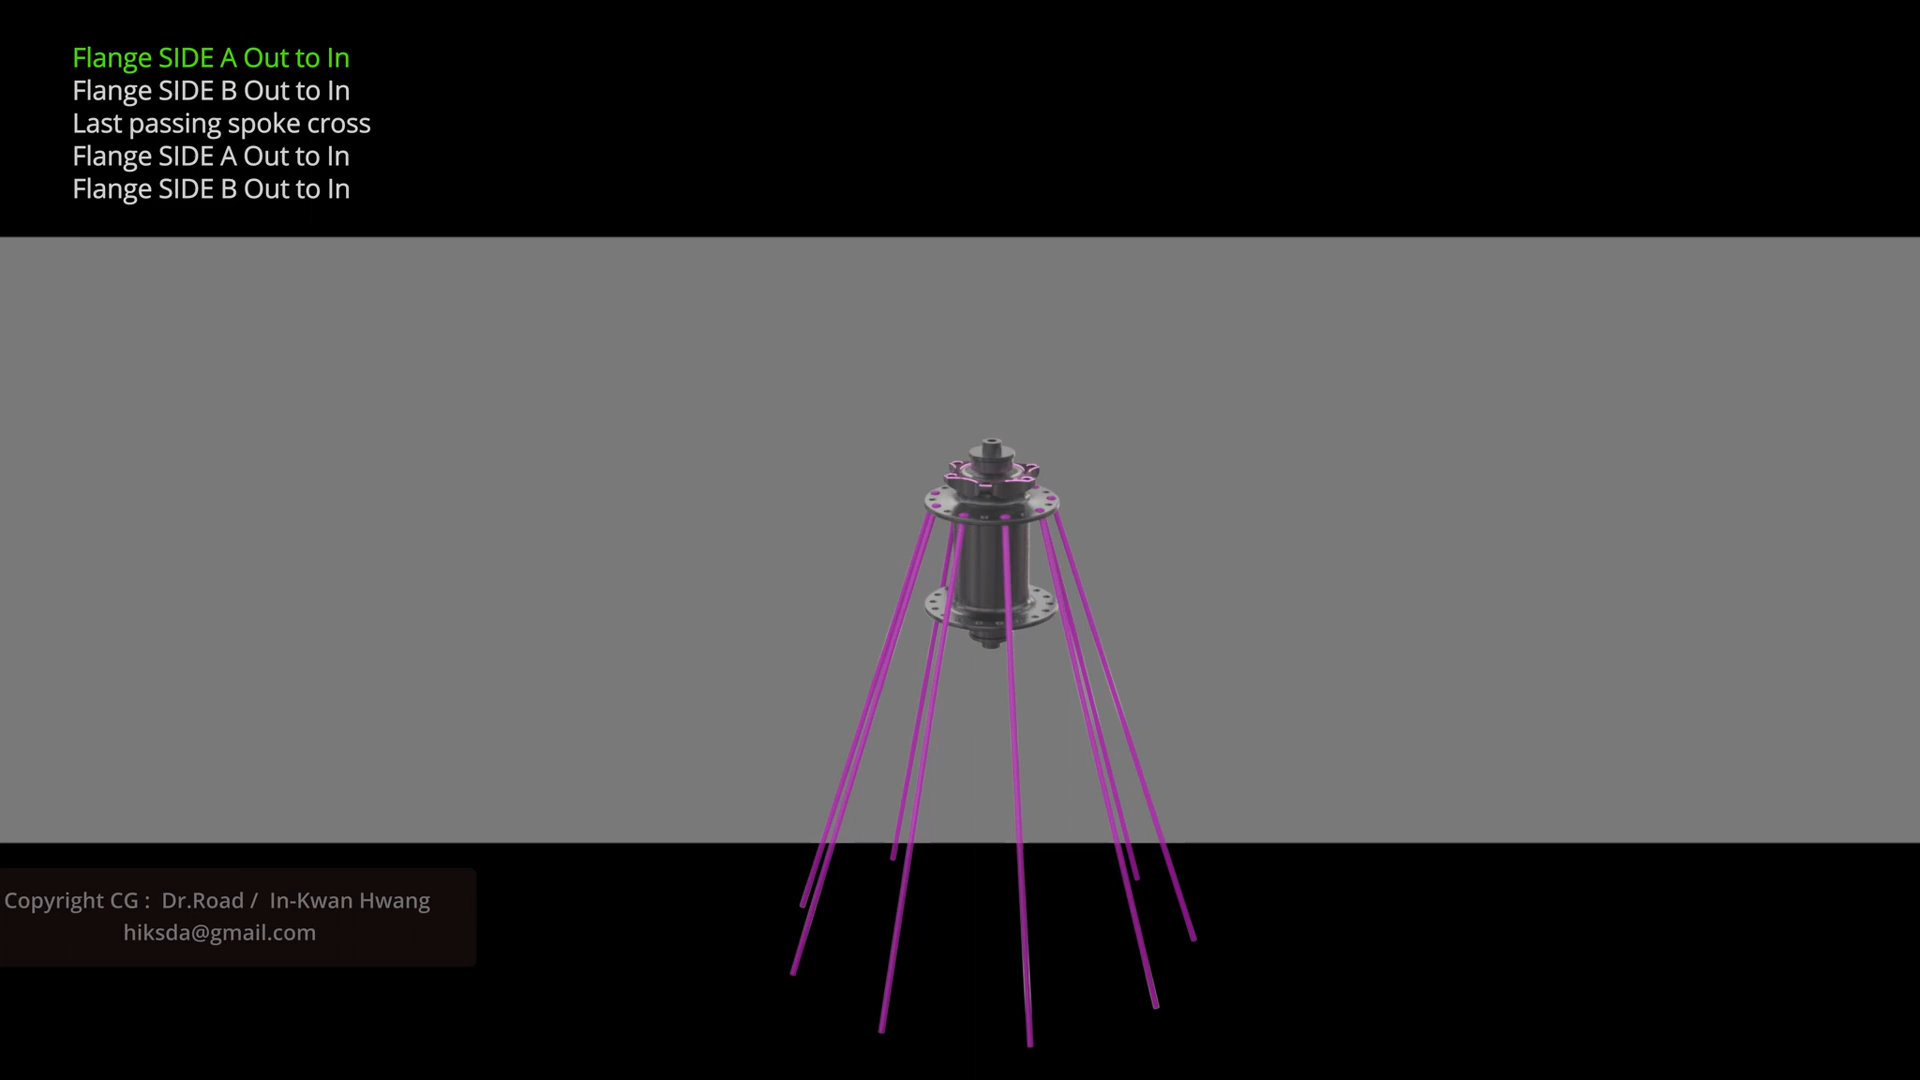 Flange SIDE A Out to In
Flange SIDE B Out to In
Last passing spoke cross
Flange SIDE A Out to In
Flange SIDE B Out to In
Copyright CG : Dr.Road / In-Kwan Hwang
hiksda@gmail.com